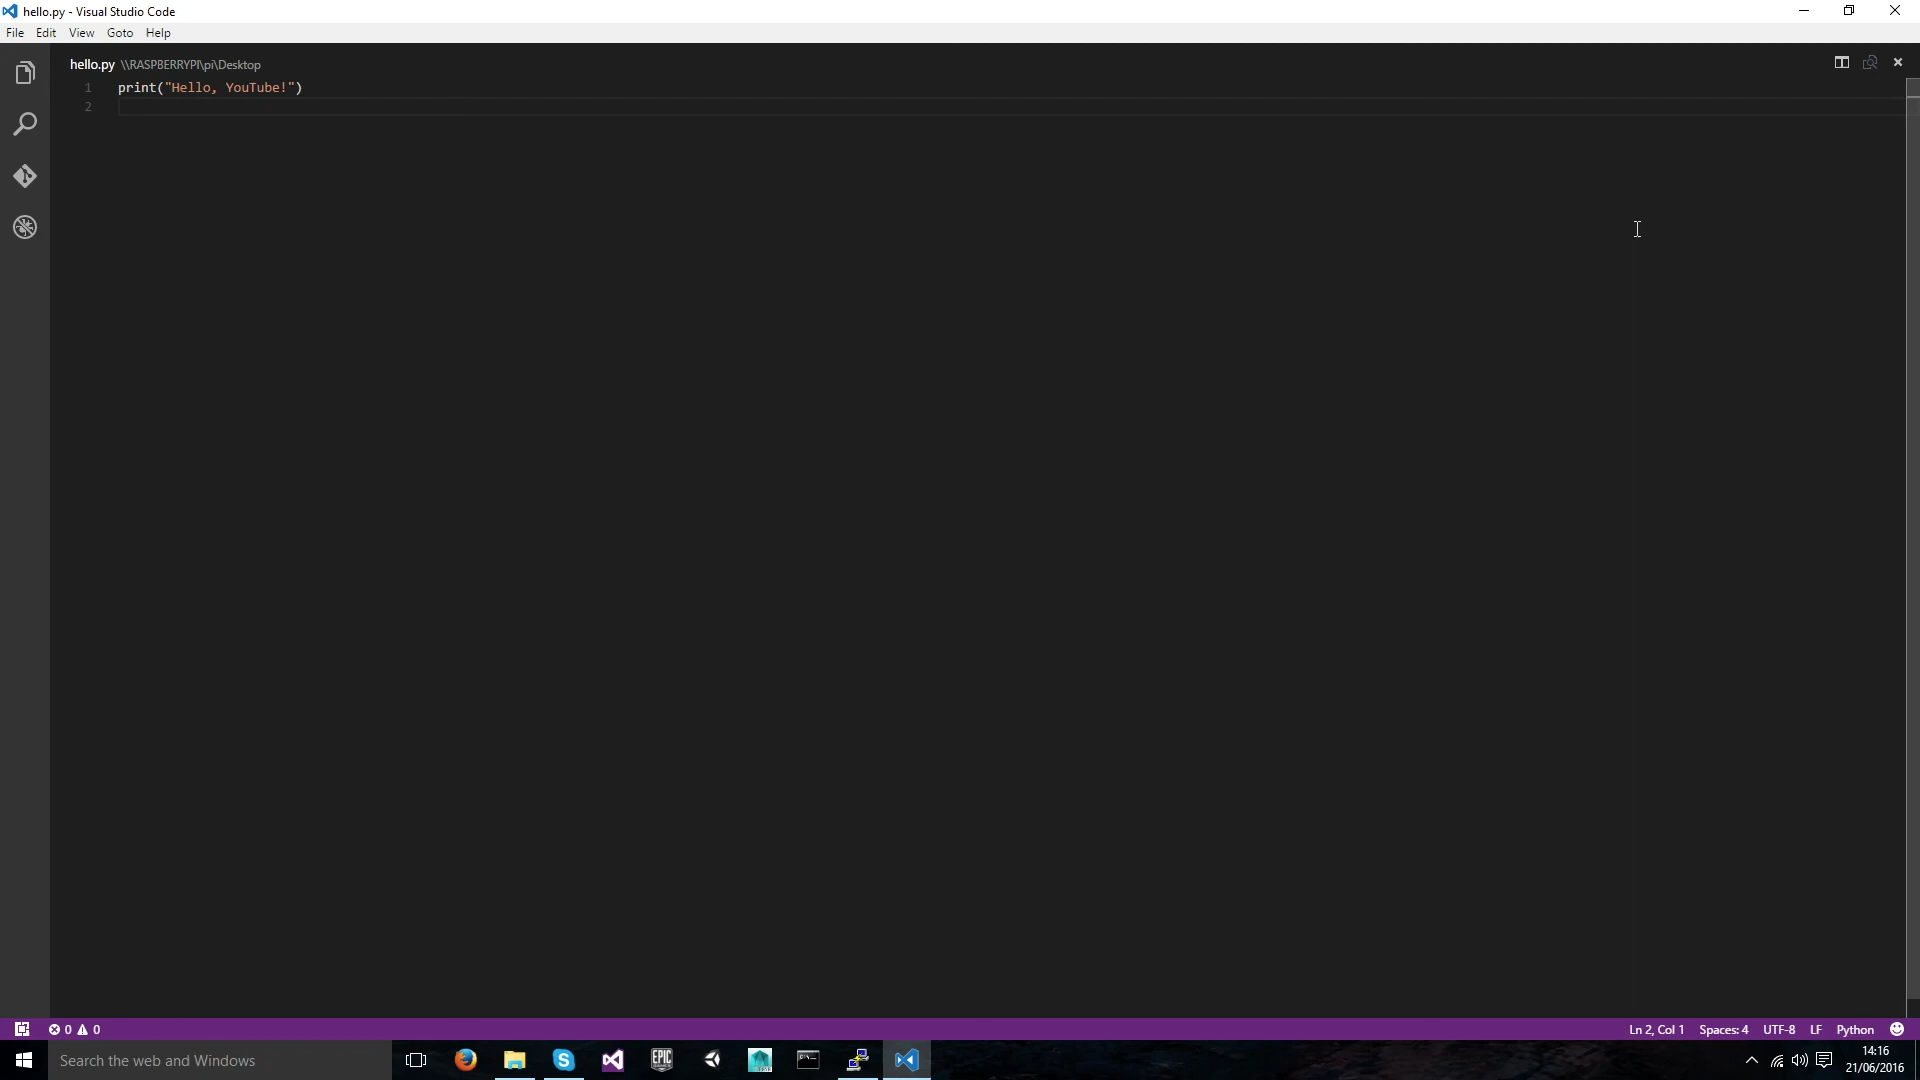 hello.py - Visual Studio Code
File Edit View Goto Help
hello.py \\RASPBERRYPI\pi\Desktop
1 print("Hello, YouTube!")
2
0 0 Ln 2, Col 1 Spaces: 4 UTF-8 LF Python
Search the web and Windows
EPIC
GAMES
14:16
21/06/2016